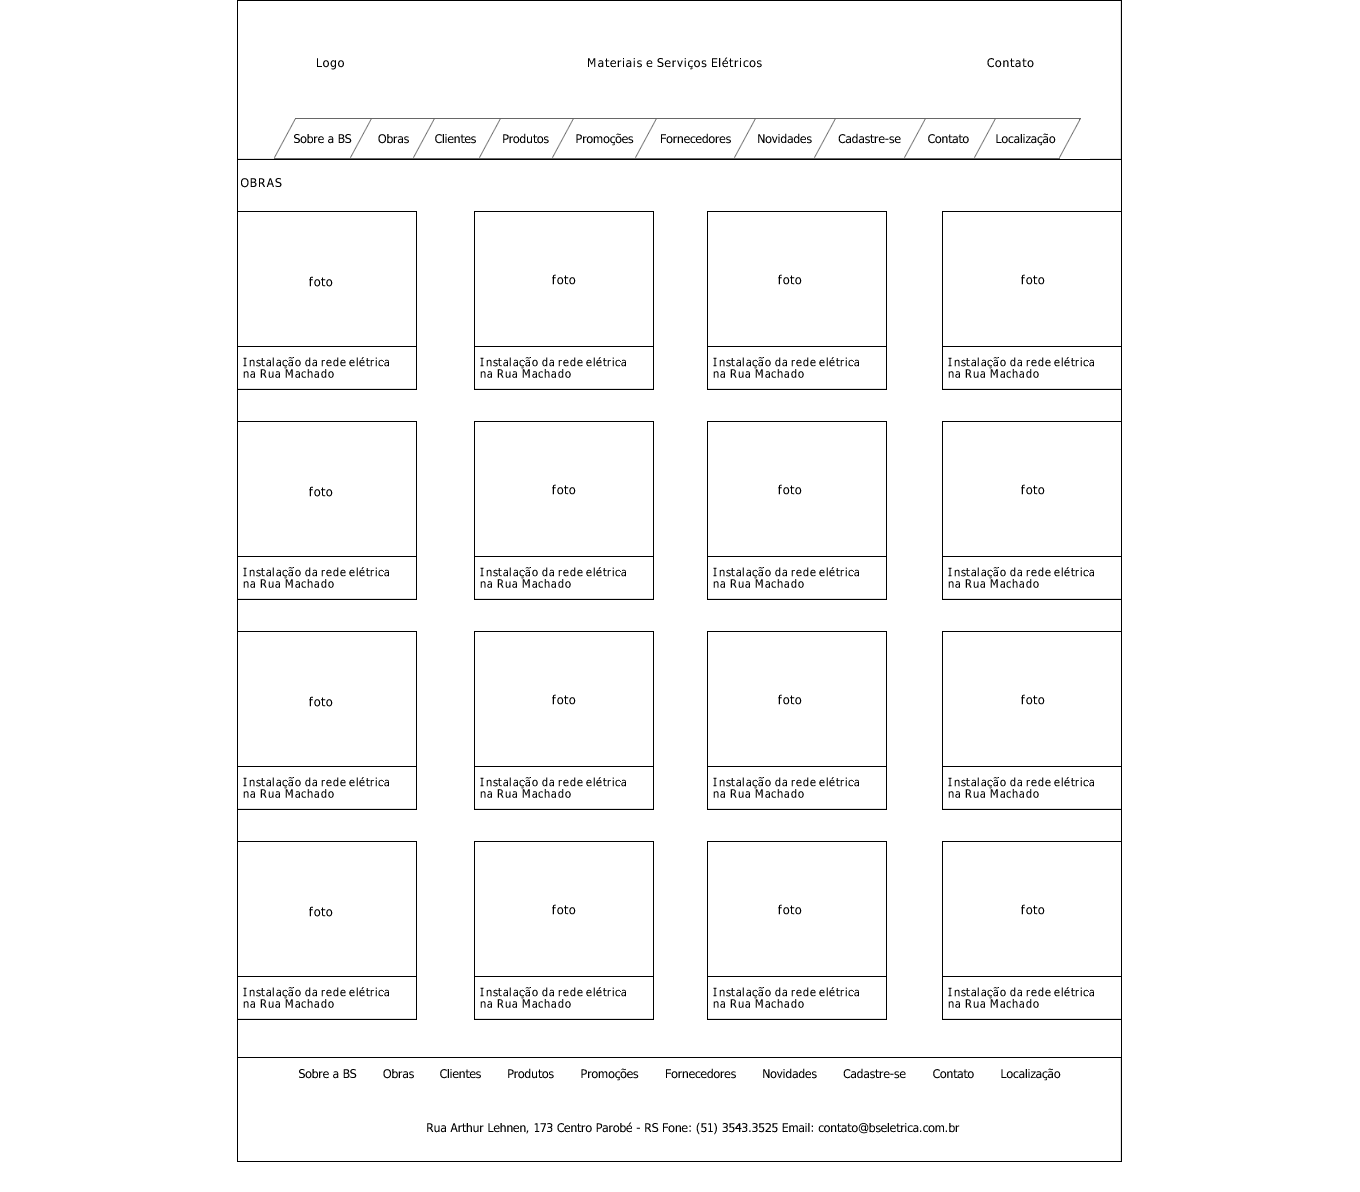 Logo Materiais e Serviços Elétricos Contato
Sobre a BS Obras Clientes Produtos Promoções Fornecedores Novidades Cadastre-se Contato Localização
OBRAS
foto foto foto foto
Instalação da rede elétrica Instalação da rede elétrica Instalação da rede elétrica Instalação da rede elétrica
na Rua Machado na Rua Machado na Rua Machado na Rua Machado
foto foto foto foto
Instalação da rede elétrica Instalação da rede elétrica Instalação da rede elétrica Instalação da rede elétrica
na Rua Machado na Rua Machado na Rua Machado na Rua Machado
foto foto foto foto
Instalação da rede elétrica Instalação da rede elétrica Instalação da rede elétrica Instalação da rede elétrica
na Rua Machado na Rua Machado na Rua Machado na Rua Machado
foto foto foto foto
Instalação da rede elétrica Instalação da rede elétrica Instalação da rede elétrica Instalação da rede elétrica
na Rua Machado na Rua Machado na Rua Machado na Rua Machado
Sobre a BS Obras Clientes Produtos Promoções Fornecedores Novidades Cadastre-se Contato Localização
Rua Arthur Lehnen, 173 Centro Parobé - RS Fone: (51) 3543.3525 Email: contato@bseletrica.com.br